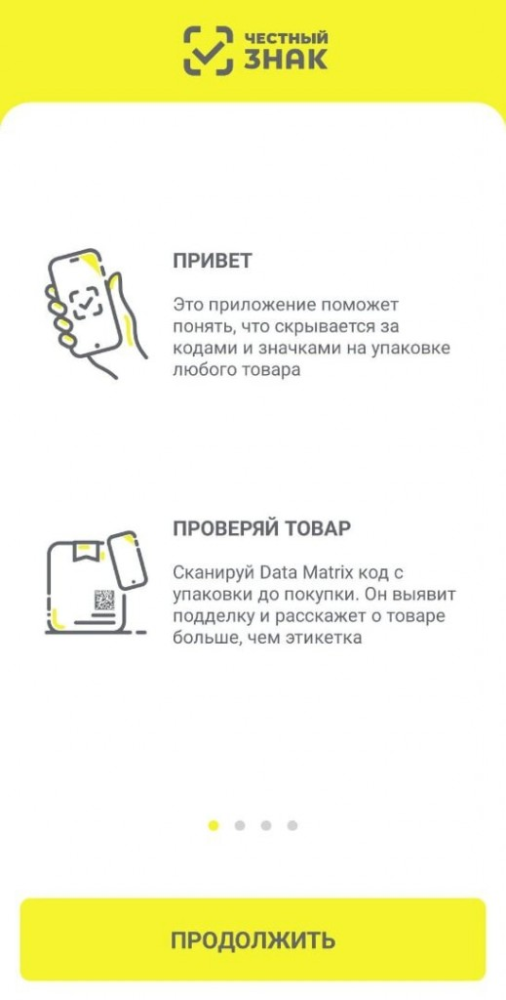 ЧЕСТНЫЙ
ЗНАК
ПРИВЕТ
Это приложение поможет
понять, что скрывается за
кодами и значками на упаковке
любого товара
ПРОВЕРЯЙ ТОВАР
Сканируй Data Matrix код с
упаковки до покупки. Он выявит
подделку и расскажет о товаре
больше, чем этикетка
ПРОДОЛЖИТЬ